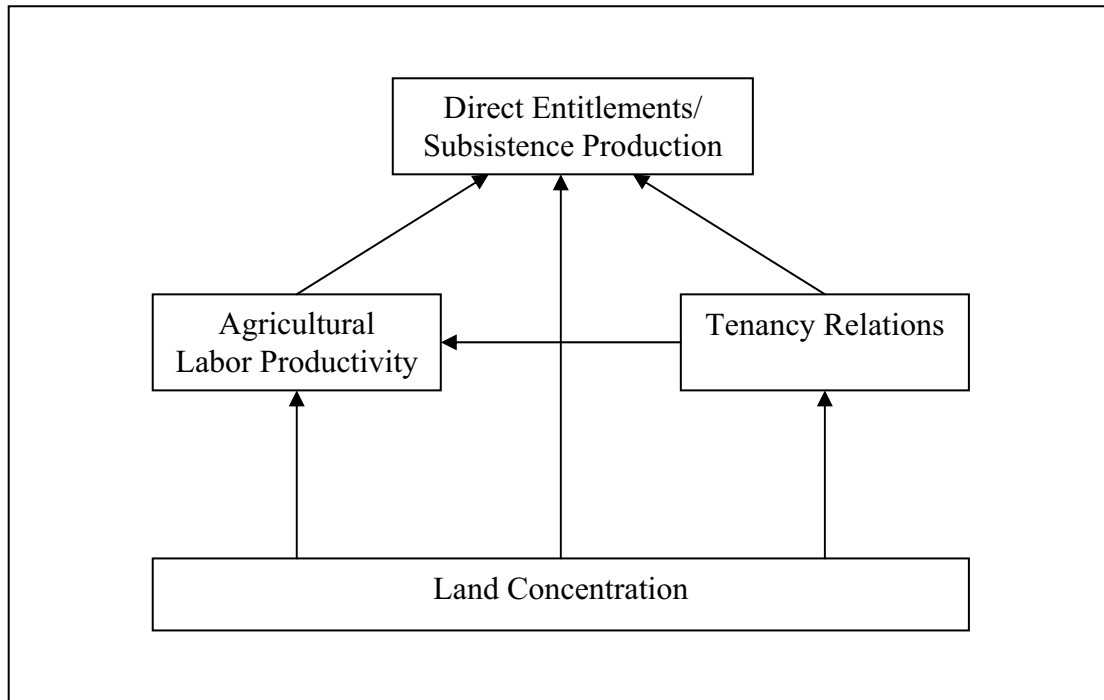 Direct Entitlements/
Subsistence Production
Agricultural
Labor Productivity
Tenancy Relations
Land Concentration